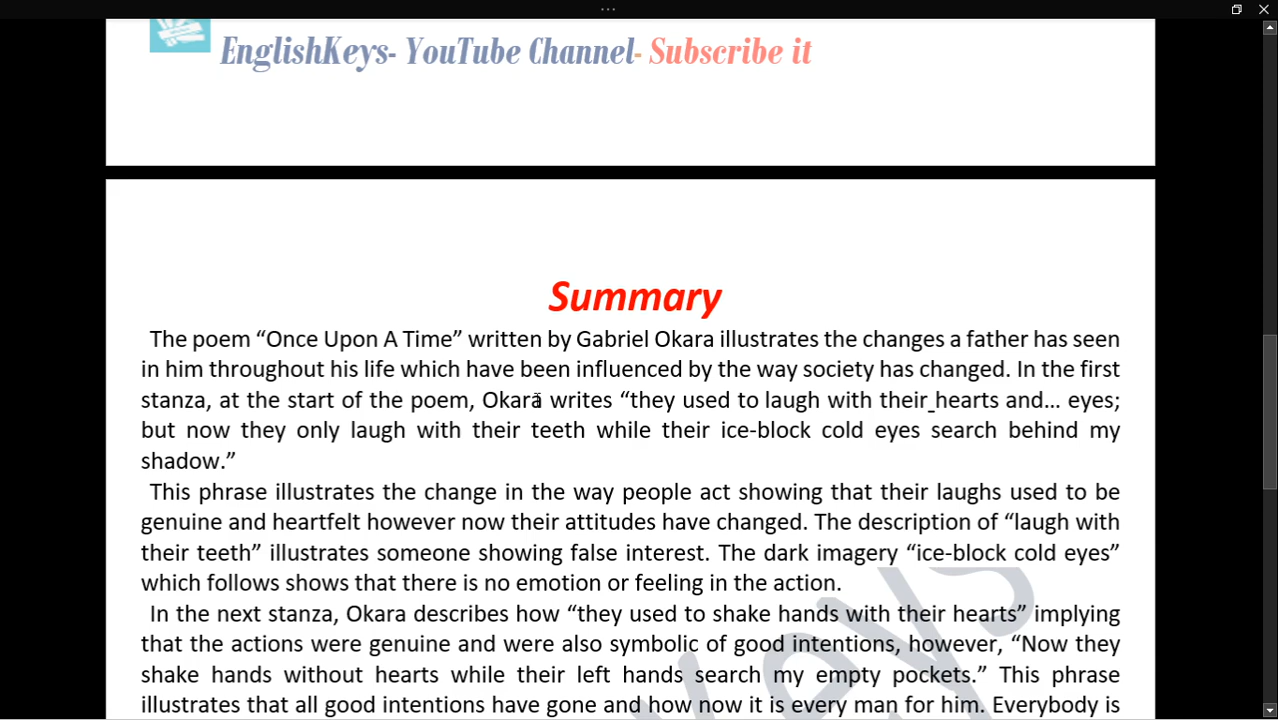 EnglishKeys- YouTube Channel- Subscribe it
Summary
The poem “Once Upon A Time” written by Gabriel Okara illustrates the changes a father has seen
in him throughout his life which have been influenced by the way society has changed. In the first
stanza, at the start of the poem, Okara writes “they used to laugh with their hearts and… eyes;
but now they only laugh with their teeth while their ice-block cold eyes search behind my
shadow.”
This phrase illustrates the change in the way people act showing that their laughs used to be
genuine and heartfelt however now their attitudes have changed. The description of “laugh with
their teeth” illustrates someone showing false interest. The dark imagery “ice-block cold eyes”
which follows shows that there is no emotion or feeling in the action.
In the next stanza, Okara describes how “they used to shake hands with their hearts” implying
that the actions were genuine and were also symbolic of good intentions, however, “Now they
shake hands without hearts while their left hands search my empty pockets.” This phrase
illustrates that all good intentions have gone and how now it is every man for him. Everybody is
Keys